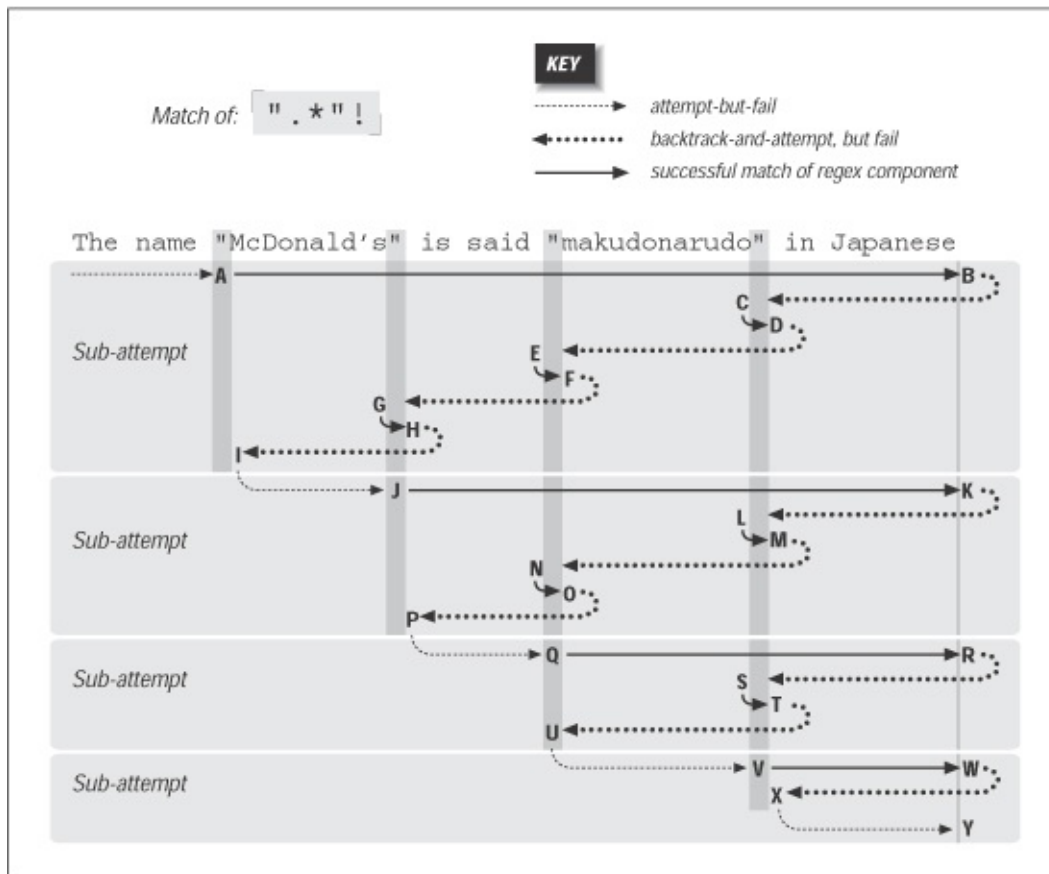 KEY
Match of: ".*"!
attempt-but-fail
backtrack-and-attempt, but fail
successful match of regex component
The name "McDonald's" is said "makudonarudo" in Japanese
A B
C D
Sub-attempt
E F
G H
I
J K
L M
Sub-attempt
N O
P
Q R
Sub-attempt
S T
U
V W
Sub-attempt
X
Y